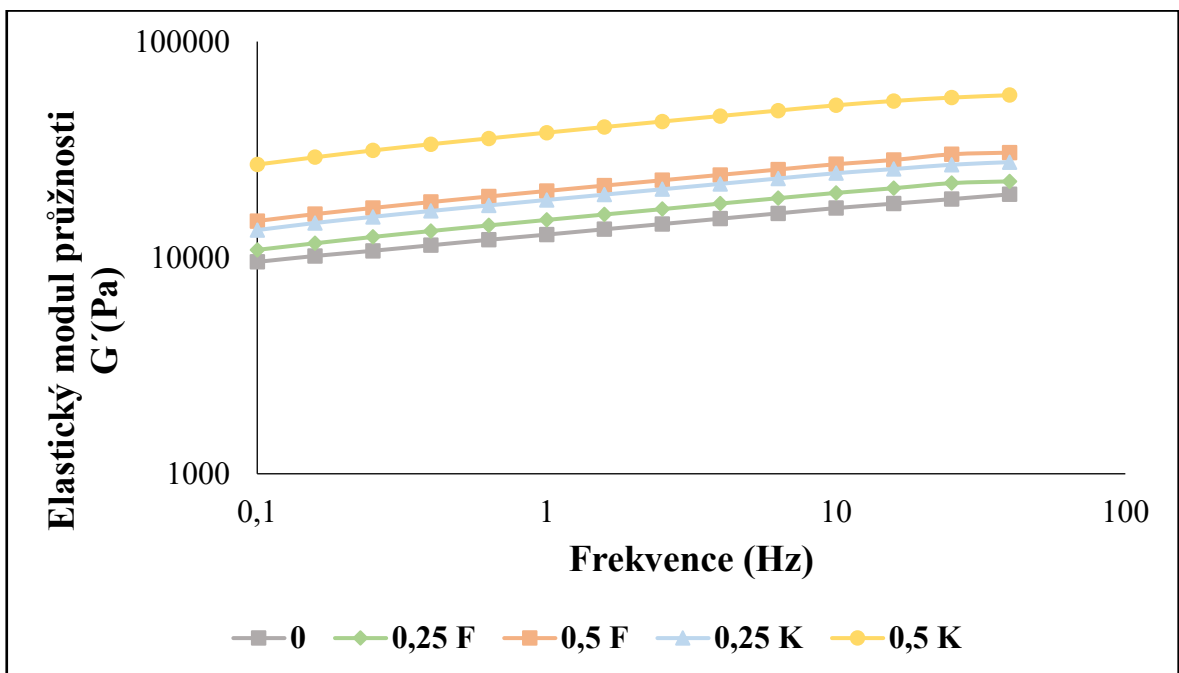 100000
10000
1000
Elastický modul průžnosti
G´(Pa)
0,1 1 10 100
Frekvence (Hz)
0 0,25 F 0,5 F 0,25 K 0,5 K